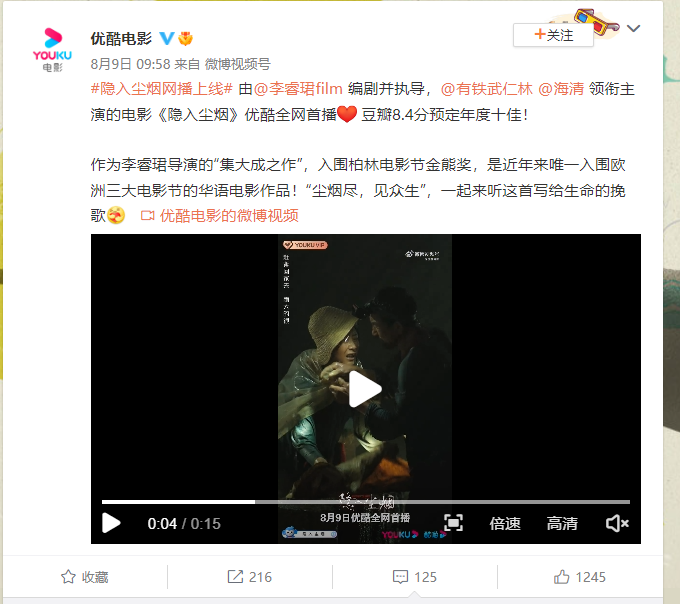 优酷电影
关注
YOUKU
电影
8月9日 09:58 来自 微博视频号
#隐入尘烟网播上线# 由@李睿珺film 编剧并执导，@有铁武仁林 @海清 领衔主
演的电影《隐入尘烟》优酷全网首播 豆瓣8.4分预定年度十佳！
作为李睿珺导演的“集大成之作”，入围柏林电影节金熊奖，是近年来唯一入围欧
洲三大电影节的华语电影作品！“尘烟尽，见众生”，一起来听这首写给生命的挽
歌 优酷电影的微博视频
YOUKU VIP
隐入尘烟
8月9日优酷全网首播
YOUKU
0:04 / 0:15
倍速
高清
收藏
216
125
1245